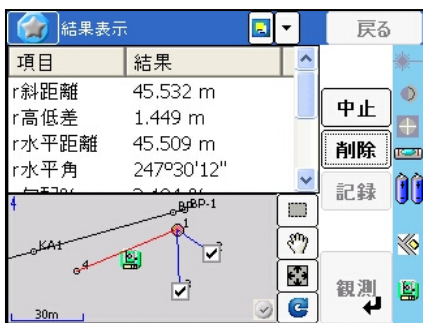 結果表示
戻る
項目 結果
r斜距離 45.532 m
r高低差 1.449 m
r水平距離 45.509 m
r水平角 247º30'12"
中止
削除
記録
観測
4
BP-1
1
KA1
4
30m